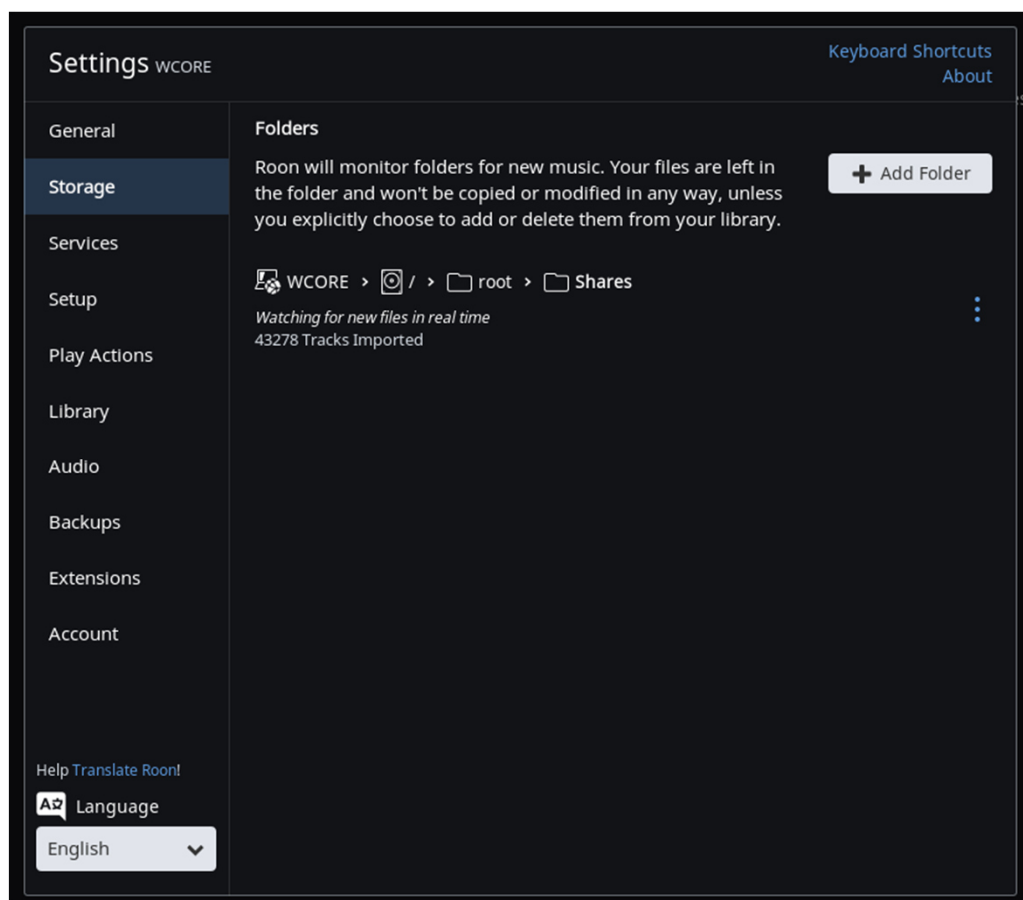 Settings WCORE
Keyboard Shortcuts
About
General
Storage
Services
Setup
Play Actions
Library
Audio
Backups
Extensions
Account
Help Translate Roon!
Language
English
Folders
Roon will monitor folders for new music. Your files are left in
the folder and won't be copied or modified in any way, unless
you explicitly choose to add or delete them from your library.
Add Folder
WCORE > / > root > Shares
Watching for new files in real time
43278 Tracks Imported